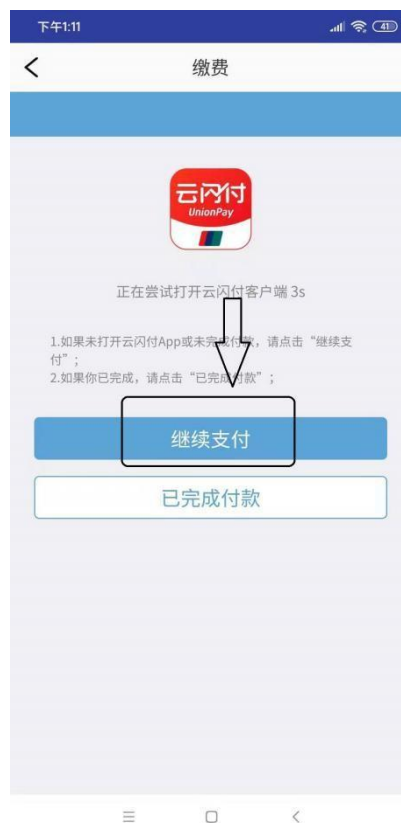 下午1:11
41
缴费
云闪付
UnionPay
正在尝试打开云闪付客户端 3s
1.如果未打开云闪付App或未完成付款，请点击“继续支
付”；
2.如果你已完成，请点击“已完成付款”；
继续支付
已完成付款